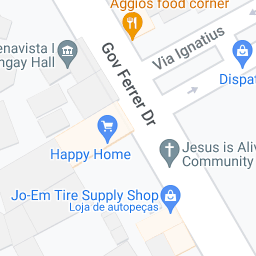 Aggios food corner
enavista I
ngay Hall
Gov Ferrer Dr
Via Ignatius
Dispat
Happy Home
Jesus is Aliv
Community
Jo-Em Tire Supply Shop
Loja de autopeças